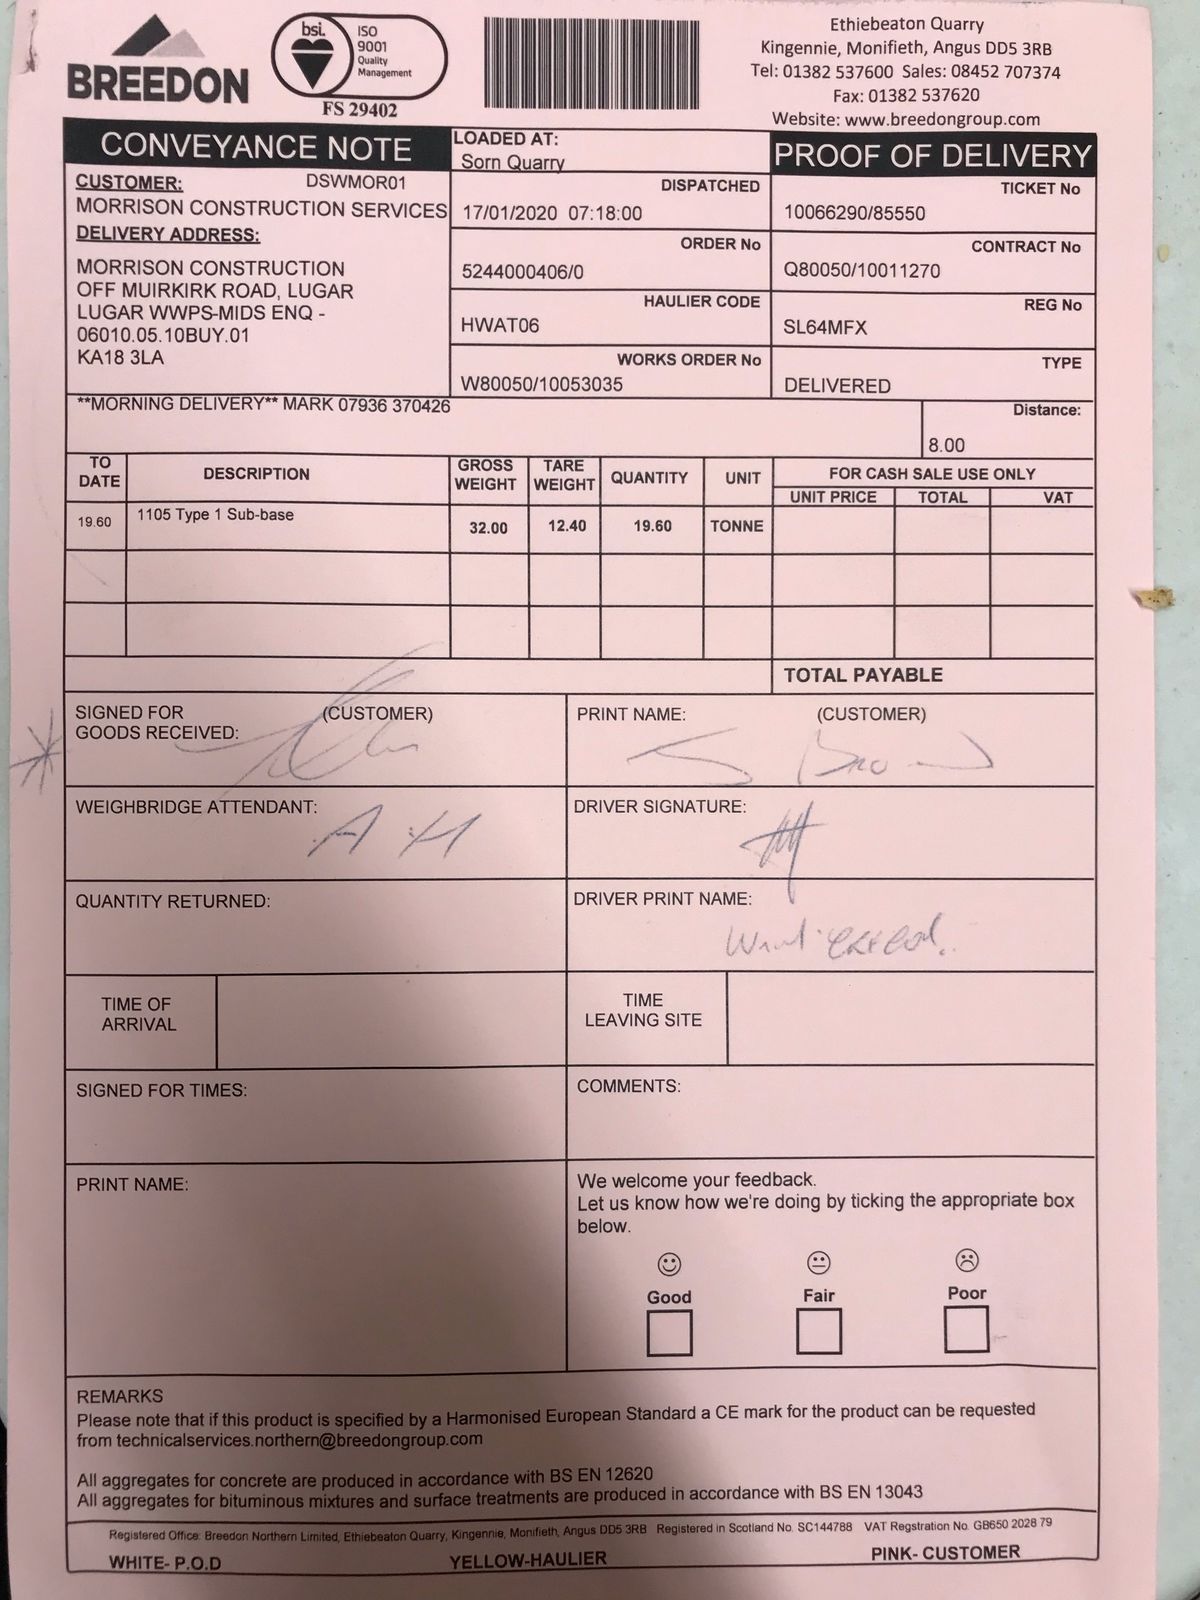 BREEDON
bsi.
ISO
9001
Quality
Management
FS 29402
Ethiebeaton Quarry
Kingennie, Monifieth, Angus DD5 3RB
Tel: 01382 537600 Sales: 08452 707374
Fax: 01382 537620
Website: www.breedongroup.com
CONVEYANCE NOTE
LOADED AT:
Sorn Quarry
PROOF OF DELIVERY
CUSTOMER: DSWMOR01
MORRISON CONSTRUCTION SERVICES
DELIVERY ADDRESS:
MORRISON CONSTRUCTION
OFF MUIRKIRK ROAD, LUGAR
LUGAR WWPS-MIDS ENQ -
06010.05.10BUY.01
KA18 3LA
DISPATCHED
17/01/2020 07:18:00
TICKET No
10066290/85550
ORDER No
5244000406/0
CONTRACT No
Q80050/10011270
HAULIER CODE
HWAT06
REG No
SL64MFX
WORKS ORDER No
W80050/10053035
TYPE
DELIVERED
**MORNING DELIVERY** MARK 07936 370426
Distance:
8.00
TO DATE DESCRIPTION GROSS WEIGHT TARE WEIGHT QUANTITY UNIT FOR CASH SALE USE ONLY
UNIT PRICE TOTAL VAT
19.60 1105 Type 1 Sub-base 32.00 12.40 19.60 TONNE
TOTAL PAYABLE
SIGNED FOR (CUSTOMER)
GOODS RECEIVED:
PRINT NAME: (CUSTOMER)
WEIGHBRIDGE ATTENDANT:
A H
DRIVER SIGNATURE:
QUANTITY RETURNED:
DRIVER PRINT NAME:
TIME OF
ARRIVAL
TIME
LEAVING SITE
SIGNED FOR TIMES:
COMMENTS:
PRINT NAME:
We welcome your feedback.
Let us know how we're doing by ticking the appropriate box
below.
Good Fair Poor
REMARKS
Please note that if this product is specified by a Harmonised European Standard a CE mark for the product can be requested
from technicalservices.northern@breedongroup.com
All aggregates for concrete are produced in accordance with BS EN 12620
All aggregates for bituminous mixtures and surface treatments are produced in accordance with BS EN 13043
Registered Office: Breedon Northern Limited, Ethiebeaton Quarry, Kingennie, Monifieth, Angus DD5 3RB Registered in Scotland No. SC144788 VAT Regstration No. GB650 2028 79
WHITE- P.O.D YELLOW-HAULIER PINK- CUSTOMER